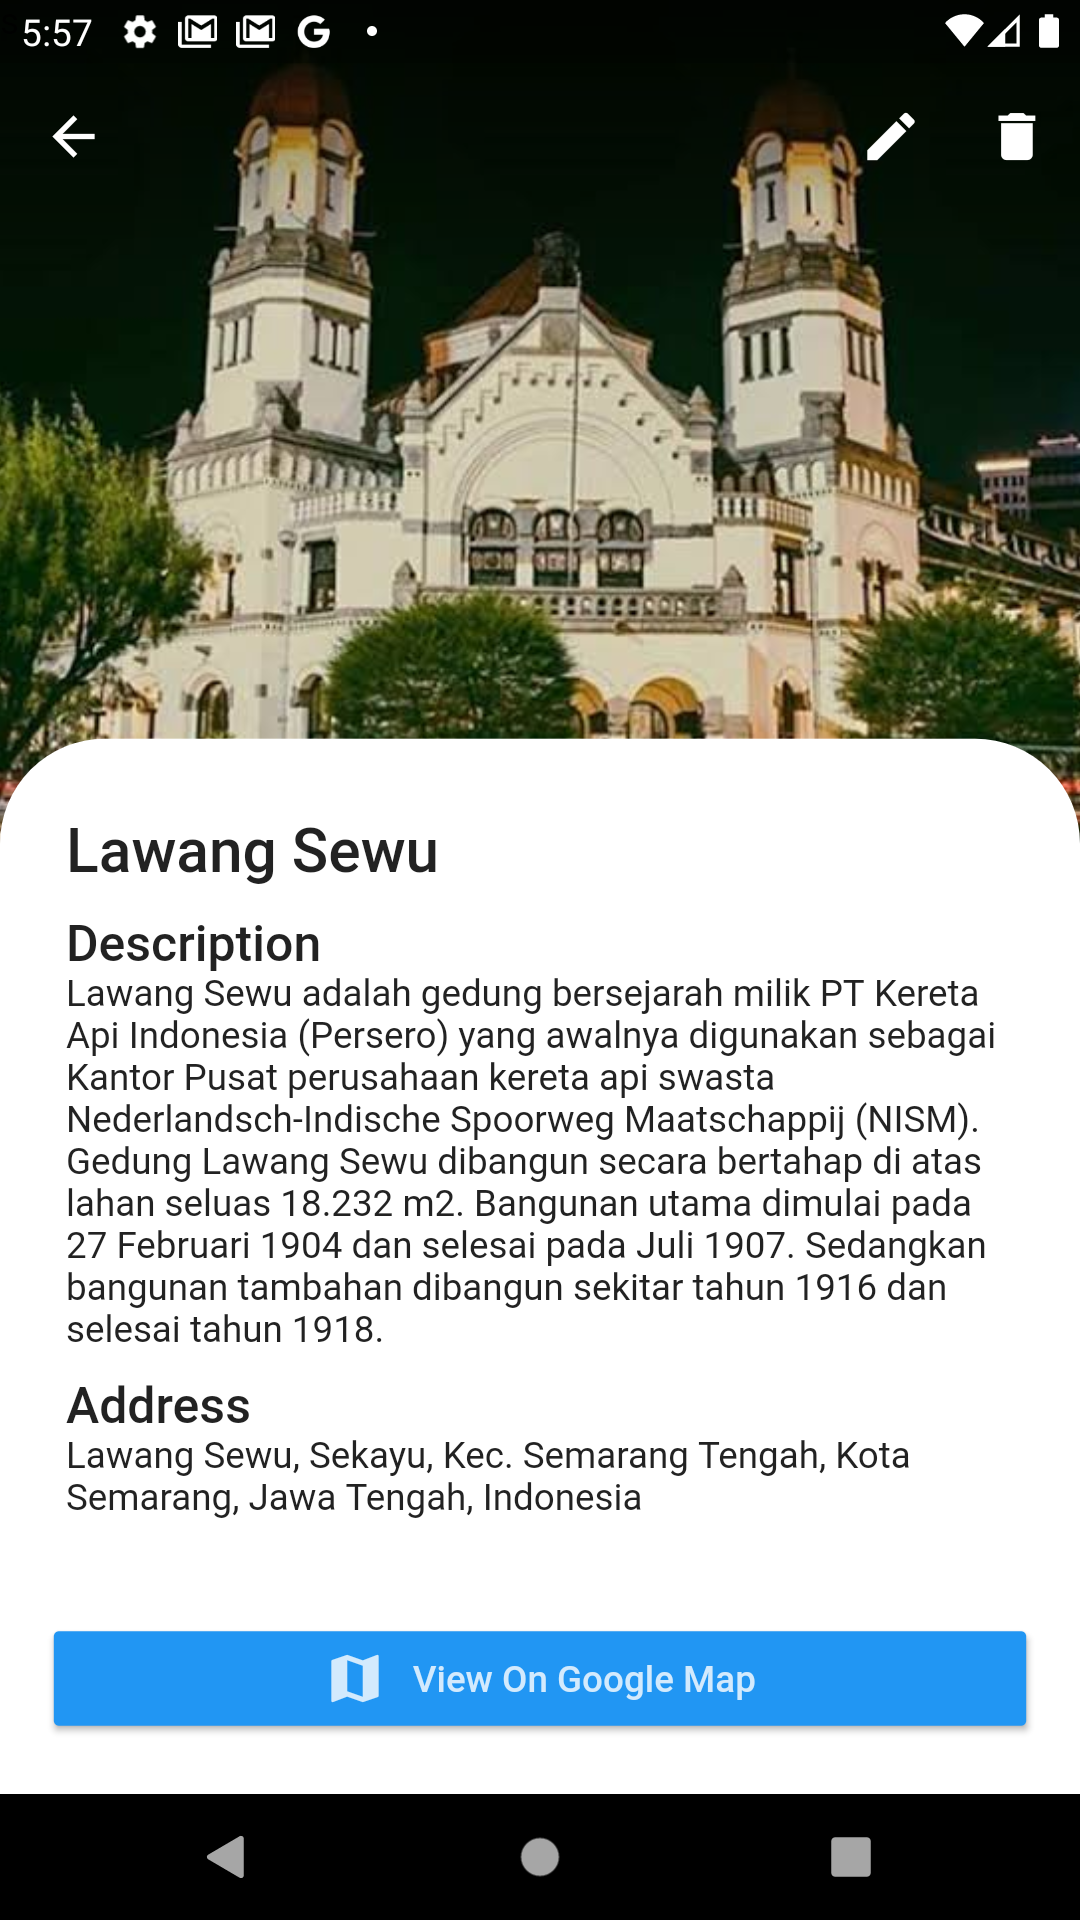 5:57
Lawang Sewu
Description
Lawang Sewu adalah gedung bersejarah milik PT Kereta
Api Indonesia (Persero) yang awalnya digunakan sebagai
Kantor Pusat perusahaan kereta api swasta
Nederlandsch-Indische Spoorweg Maatschappij (NISM).
Gedung Lawang Sewu dibangun secara bertahap di atas
lahan seluas 18.232 m2. Bangunan utama dimulai pada
27 Februari 1904 dan selesai pada Juli 1907. Sedangkan
bangunan tambahan dibangun sekitar tahun 1916 dan
selesai tahun 1918.
Address
Lawang Sewu, Sekayu, Kec. Semarang Tengah, Kota
Semarang, Jawa Tengah, Indonesia
View On Google Map